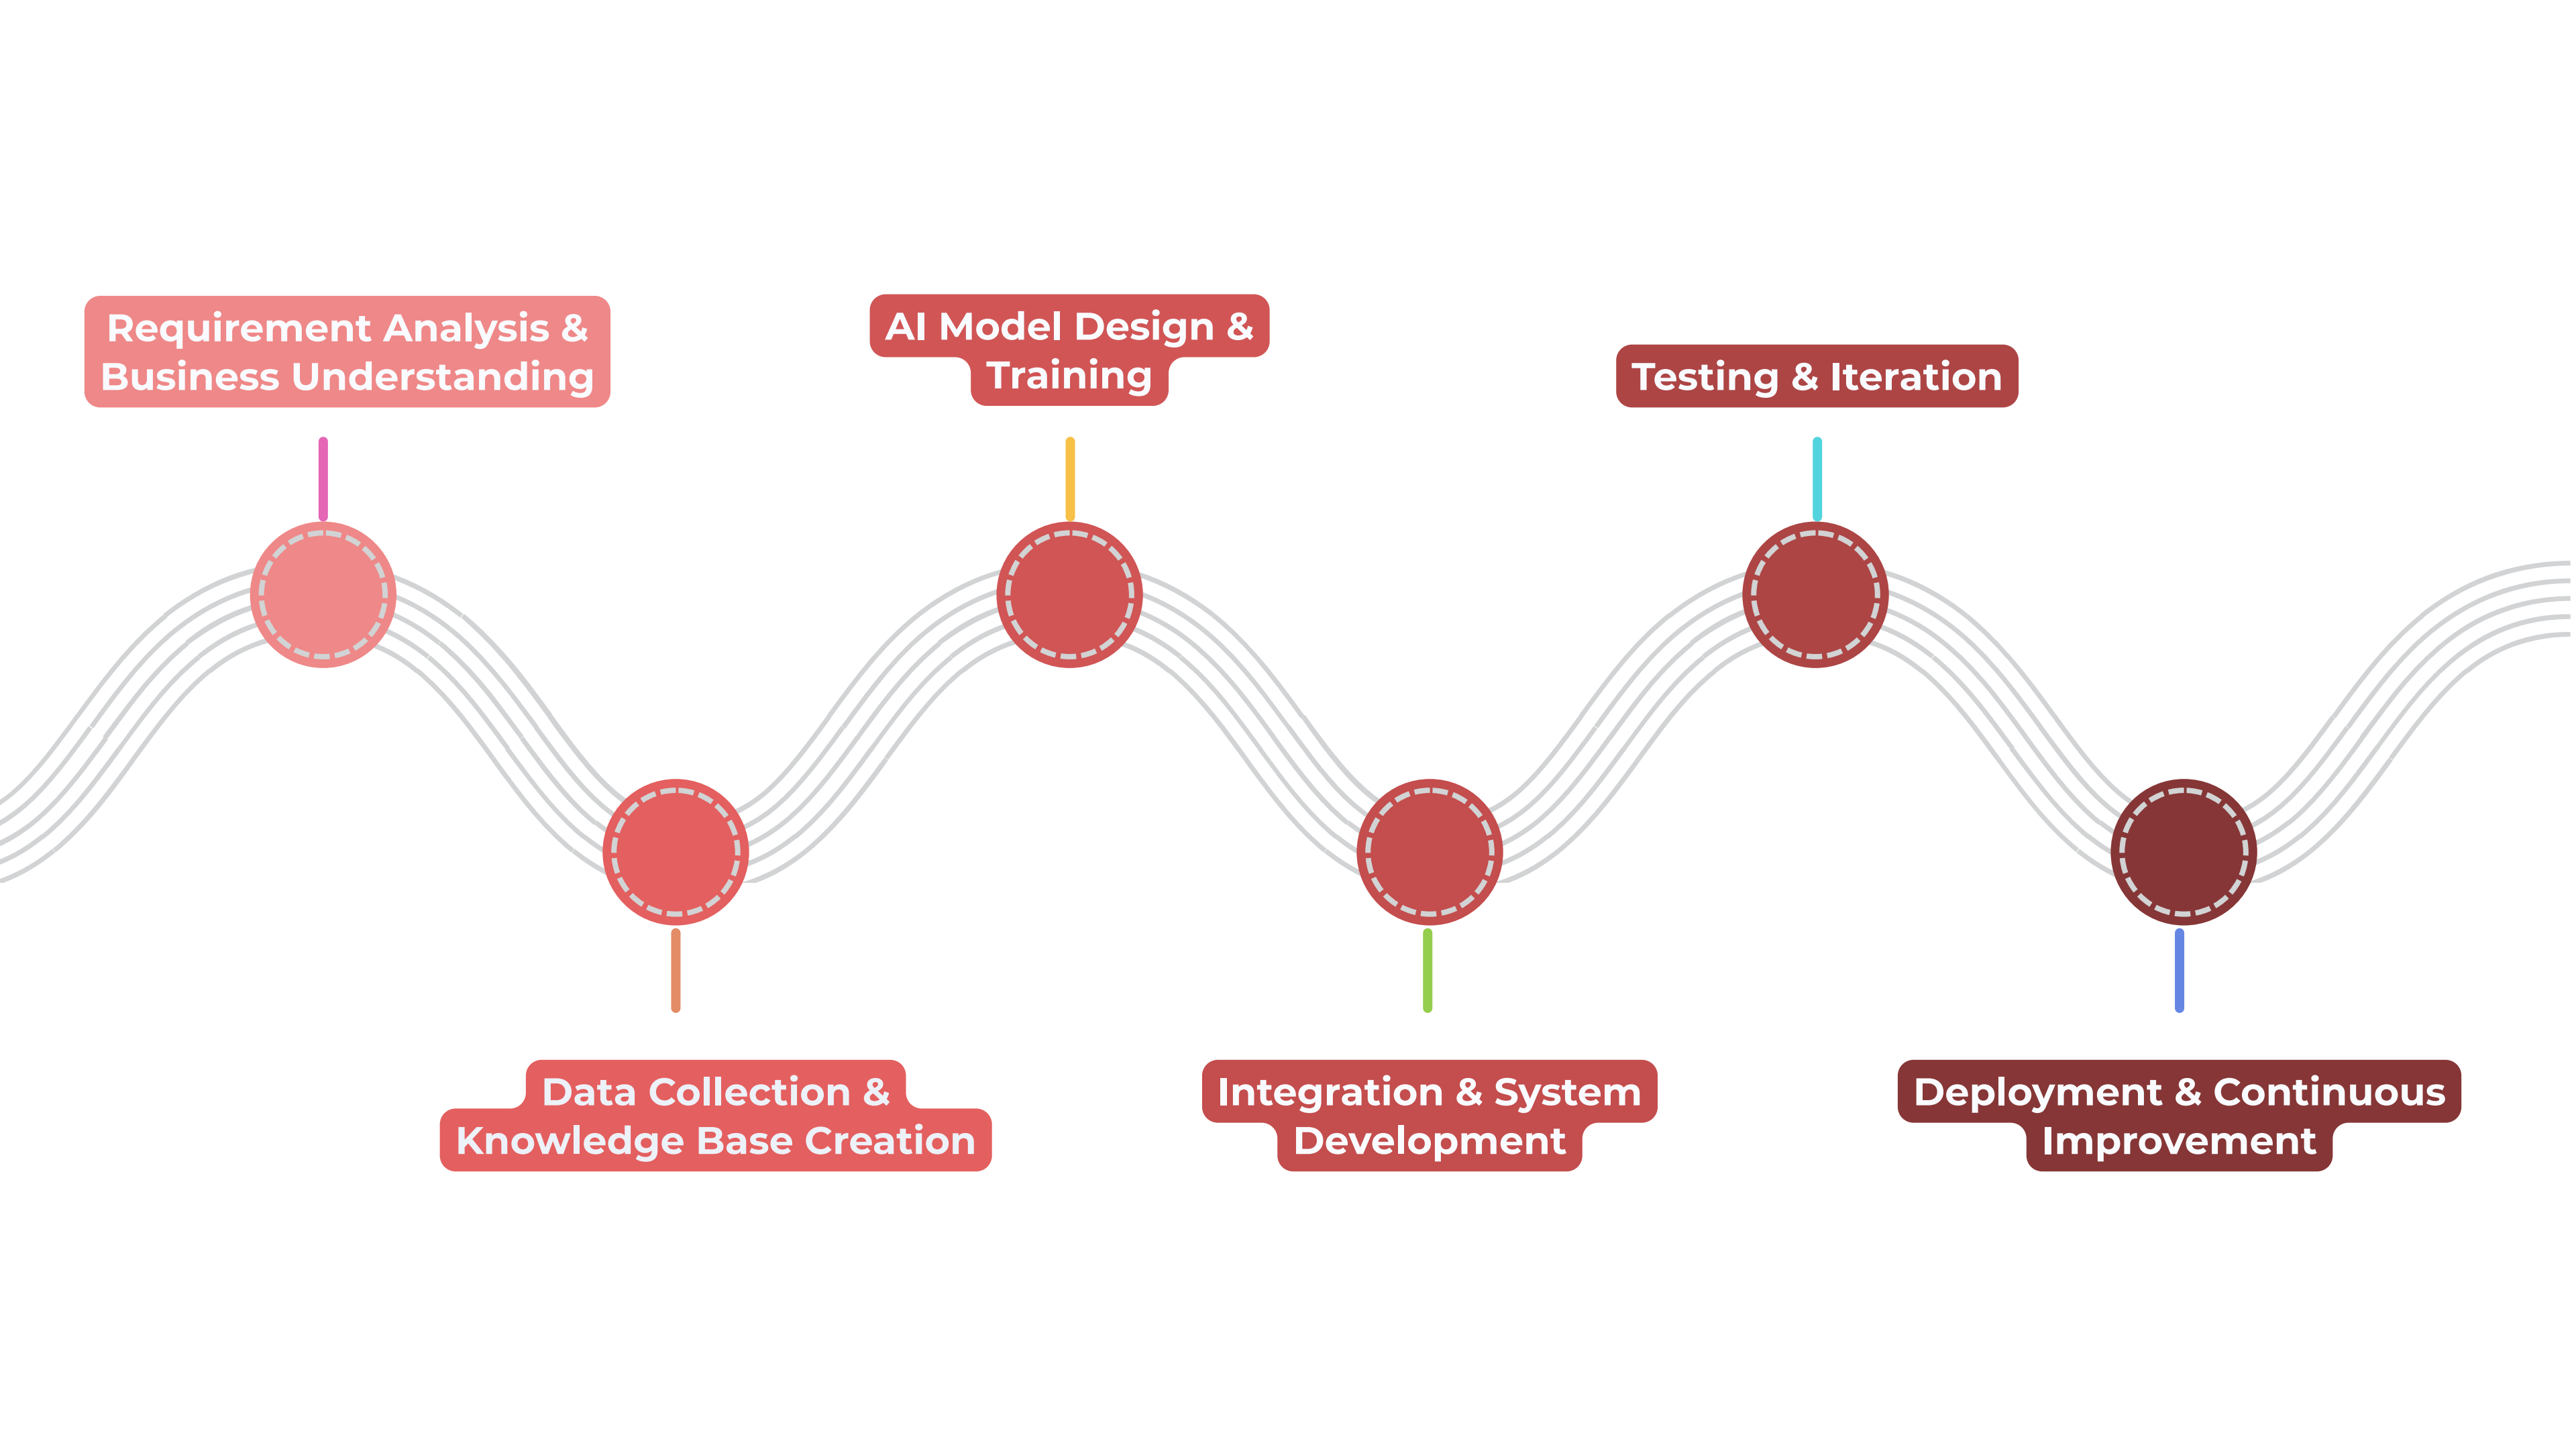 Requirement Analysis &
Business Understanding
AI Model Design &
Training
Testing & Iteration
Data Collection &
Knowledge Base Creation
Integration & System
Development
Deployment & Continuous
Improvement